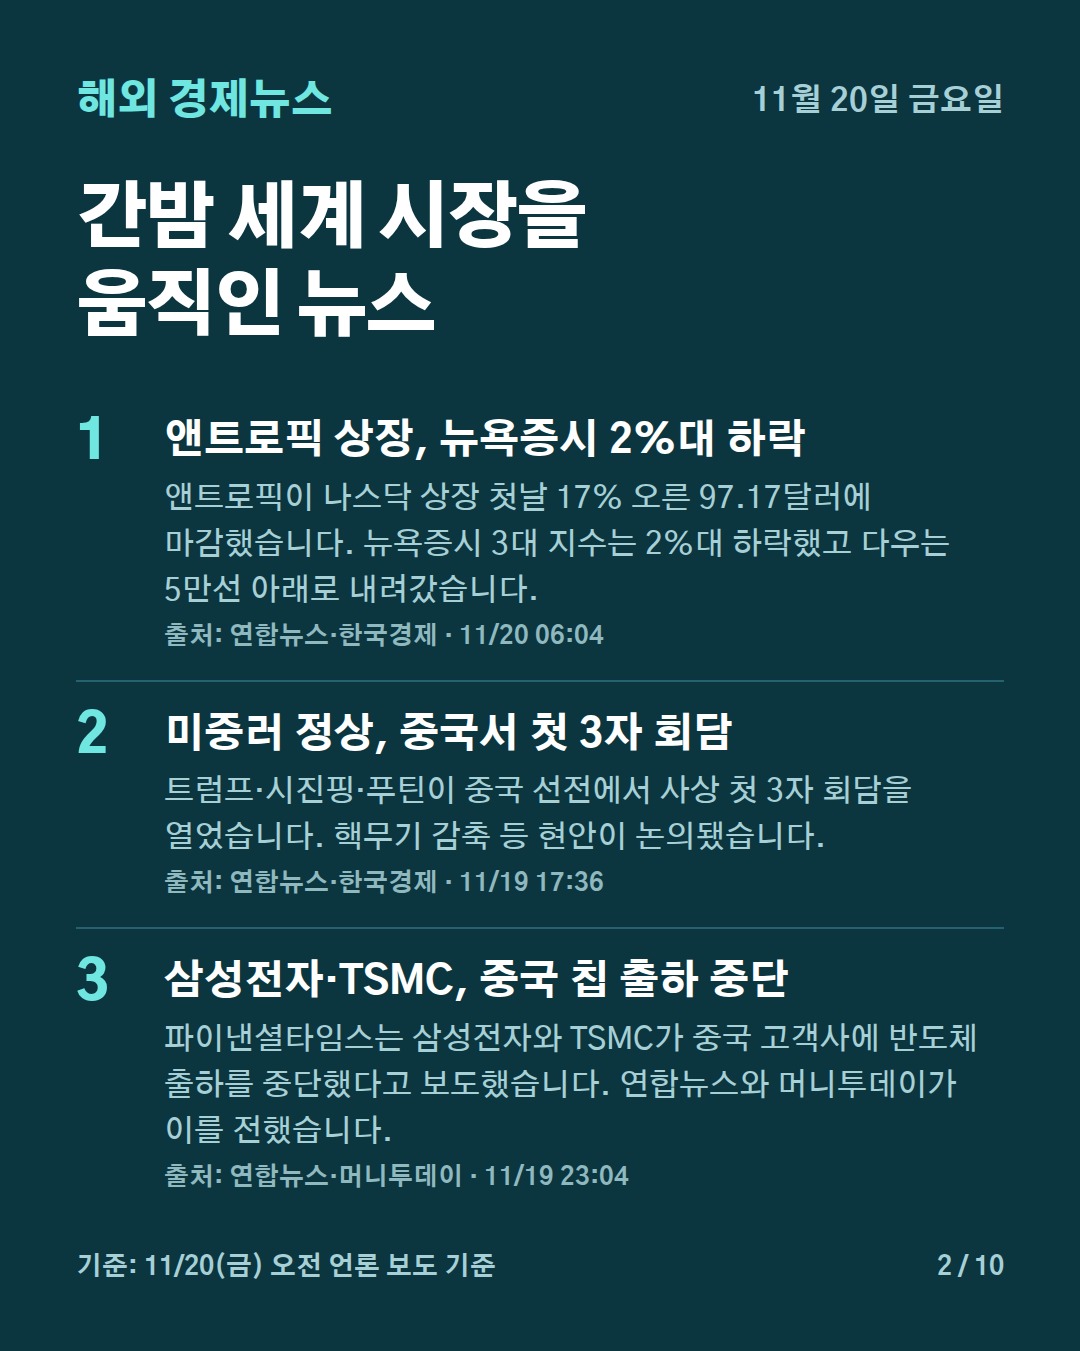 해외 경제뉴스
11월 20일 금요일
간밤 세계 시장을
움직인 뉴스
1
앤트로픽 상장, 뉴욕증시 2%대 하락
앤트로픽이 나스닥 상장 첫날 17% 오른 97.17달러에
마감했습니다. 뉴욕증시 3대 지수는 2%대 하락했고 다우는
5만선 아래로 내려갔습니다.
출처: 연합뉴스·한국경제 · 11/20 06:04
2
미중러 정상, 중국서 첫 3자 회담
트럼프·시진핑·푸틴이 중국 선전에서 사상 첫 3자 회담을
열었습니다. 핵무기 감축 등 현안이 논의됐습니다.
출처: 연합뉴스·한국경제 · 11/19 17:36
3
삼성전자·TSMC, 중국 칩 출하 중단
파이낸셜타임스는 삼성전자와 TSMC가 중국 고객사에 반도체
출하를 중단했다고 보도했습니다. 연합뉴스와 머니투데이가
이를 전했습니다.
출처: 연합뉴스·머니투데이 · 11/19 23:04
기준: 11/20(금) 오전 언론 보도 기준
2 / 10